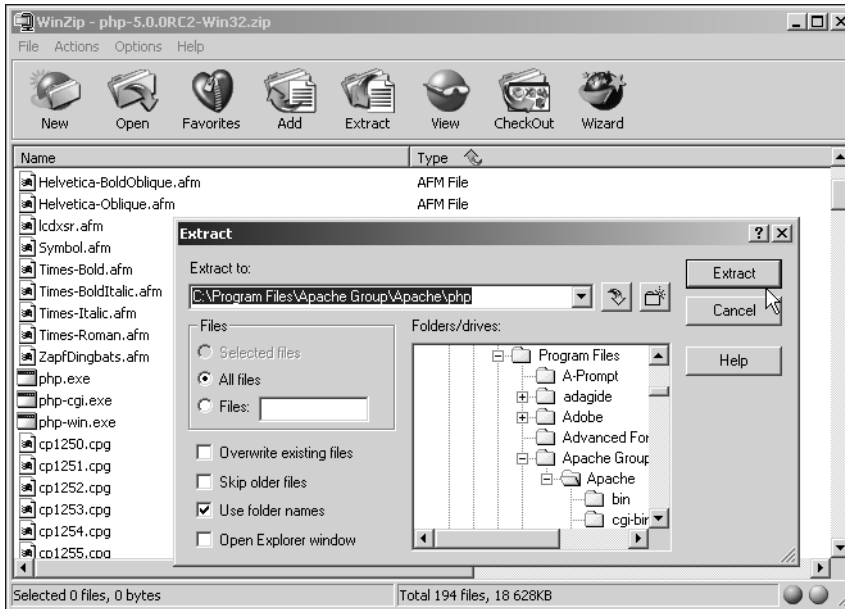 WinZip - php-5.0.0RC2-Win32.zip
File Actions Options Help
New Open Favorites Add Extract View CheckOut Wizard
Name Type
Helvetica-BoldOblique.afm AFM File
Helvetica-Oblique.afm AFM File
lcdxsr.afm
Symbol.afm
Times-Bold.afm
Times-BoldItalic.afm
Times-Italic.afm
Times-Roman.afm
ZapfDingbats.afm
php.exe
php-cgi.exe
php-win.exe
cp1250.cpg
cp1251.cpg
cp1252.cpg
cp1253.cpg
cp1254.cpg
cp1255.cpg
Extract
Extract to:
C:\Program Files\Apache Group\Apache\php
Files
Selected files
All files
Files:
Overwrite existing files
Skip older files
Use folder names
Open Explorer window
Folders/drives:
Program Files
A-Prompt
adagide
Adobe
Advanced For
Apache Group
Apache
bin
cgi-bin
Extract
Cancel
Help
Selected 0 files, 0 bytes Total 194 files, 18 628KB